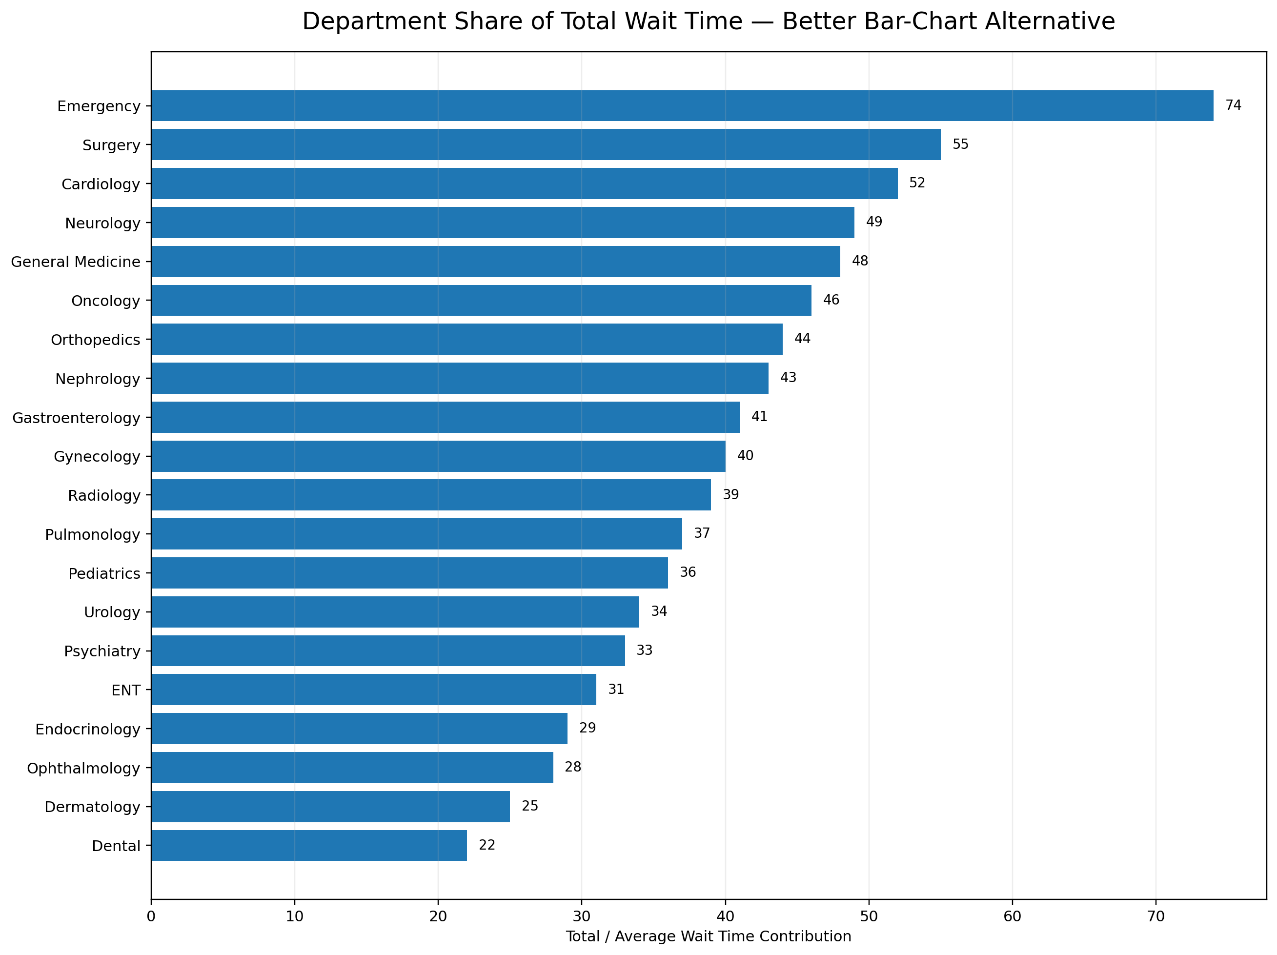 Department Share of Total Wait Time — Better Bar-Chart Alternative
Emergency 74
Surgery 55
Cardiology 52
Neurology 49
General Medicine 48
Oncology 46
Orthopedics 44
Nephrology 43
Gastroenterology 41
Gynecology 40
Radiology 39
Pulmonology 37
Pediatrics 36
Urology 34
Psychiatry 33
ENT 31
Endocrinology 29
Ophthalmology 28
Dermatology 25
Dental 22
0 10 20 30 40 50 60 70
Total / Average Wait Time Contribution